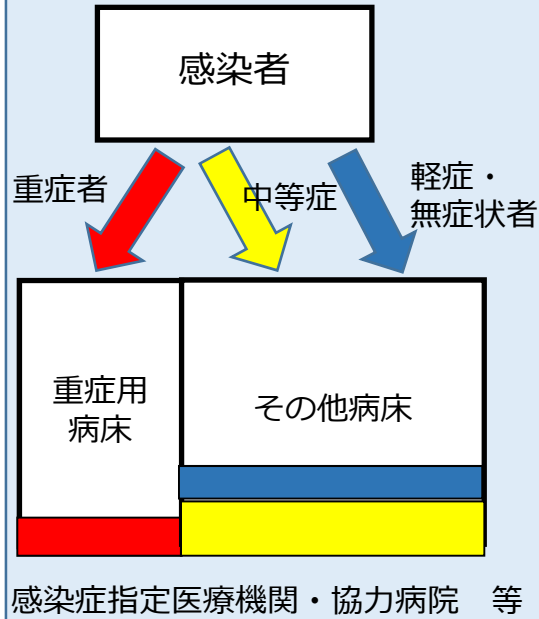 感染者
重症者
中等症
軽症・
無症状者
重症用
病床
その他病床
感染症指定医療機関・協力病院　等